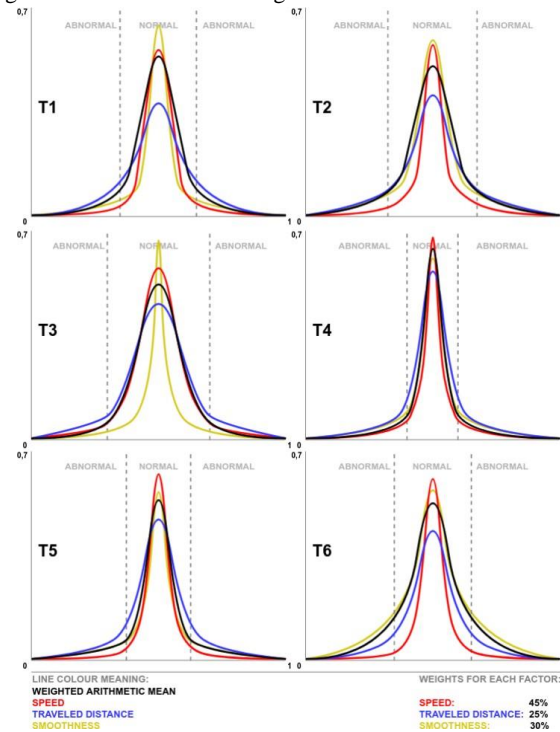 0,7 ABNORMAL NORMAL ABNORMAL 0,7 ABNORMAL NORMAL ABNORMAL
T1 T2
0 1 0 1
0,7 ABNORMAL NORMAL ABNORMAL 0,7 ABNORMAL NORMAL ABNORMAL
T3 T4
0 1 0
0,7 ABNORMAL NORMAL ABNORMAL 0,7 ABNORMAL NORMAL ABNORMAL
T5 T6
0 1 0
LINE COLOUR MEANING: WEIGHTS FOR EACH FACTOR:
WEIGHTED ARITHMETIC MEAN
SPEED SPEED: 45%
TRAVELED DISTANCE TRAVELED DISTANCE: 25%
SMOOTHNESS SMOOTHNESS: 30%